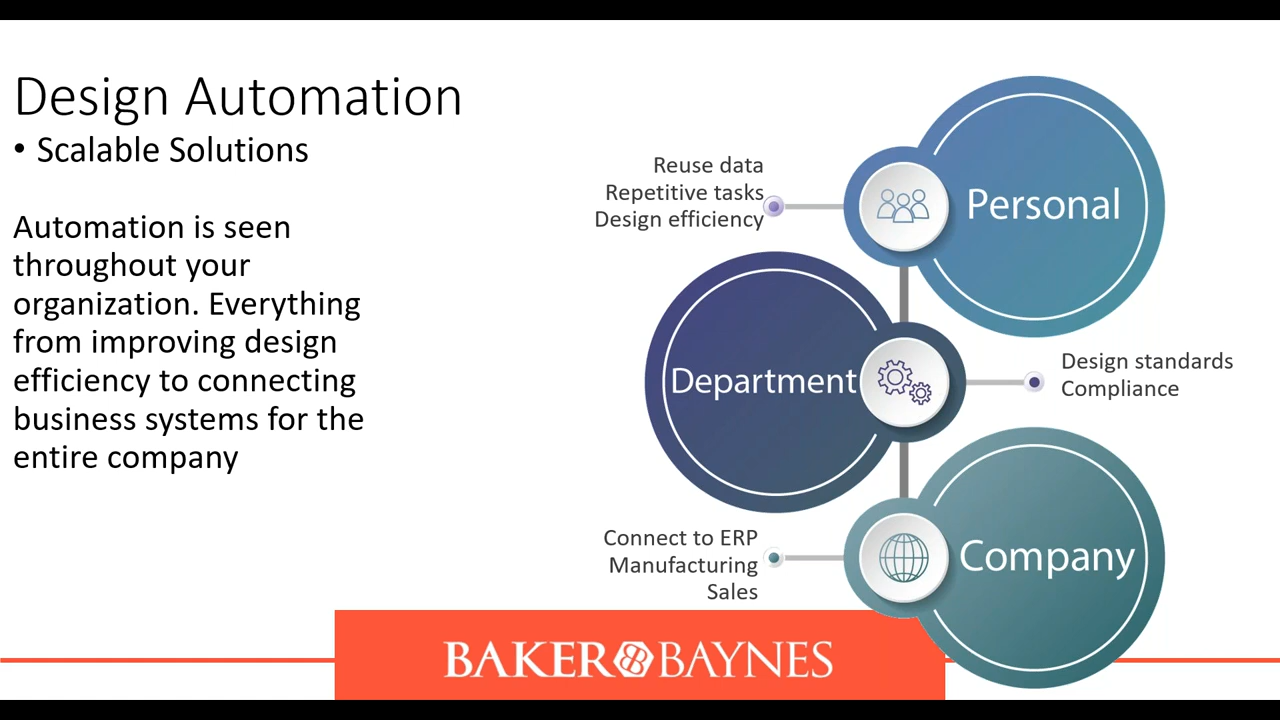 Design Automation
• Scalable Solutions
Automation is seen
throughout your
organization. Everything
from improving design
efficiency to connecting
business systems for the
entire company
Reuse data
Repetitive tasks
Design efficiency
Personal
Department
Design standards
Compliance
Connect to ERP
Manufacturing
Sales
Company
BAKER BAYNES